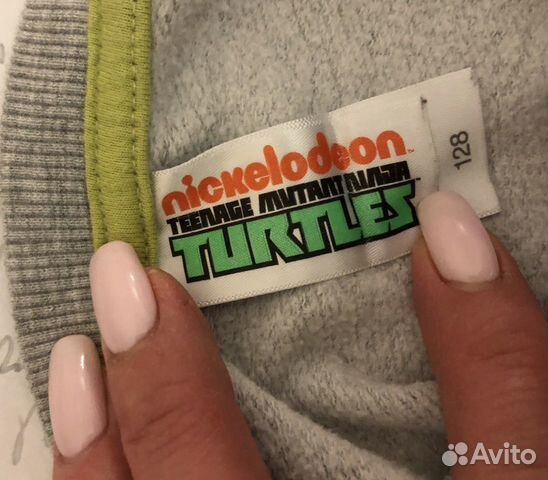 nickelodeon
TEENAGE MUTANT NINJA
TURTLES
128
Avito